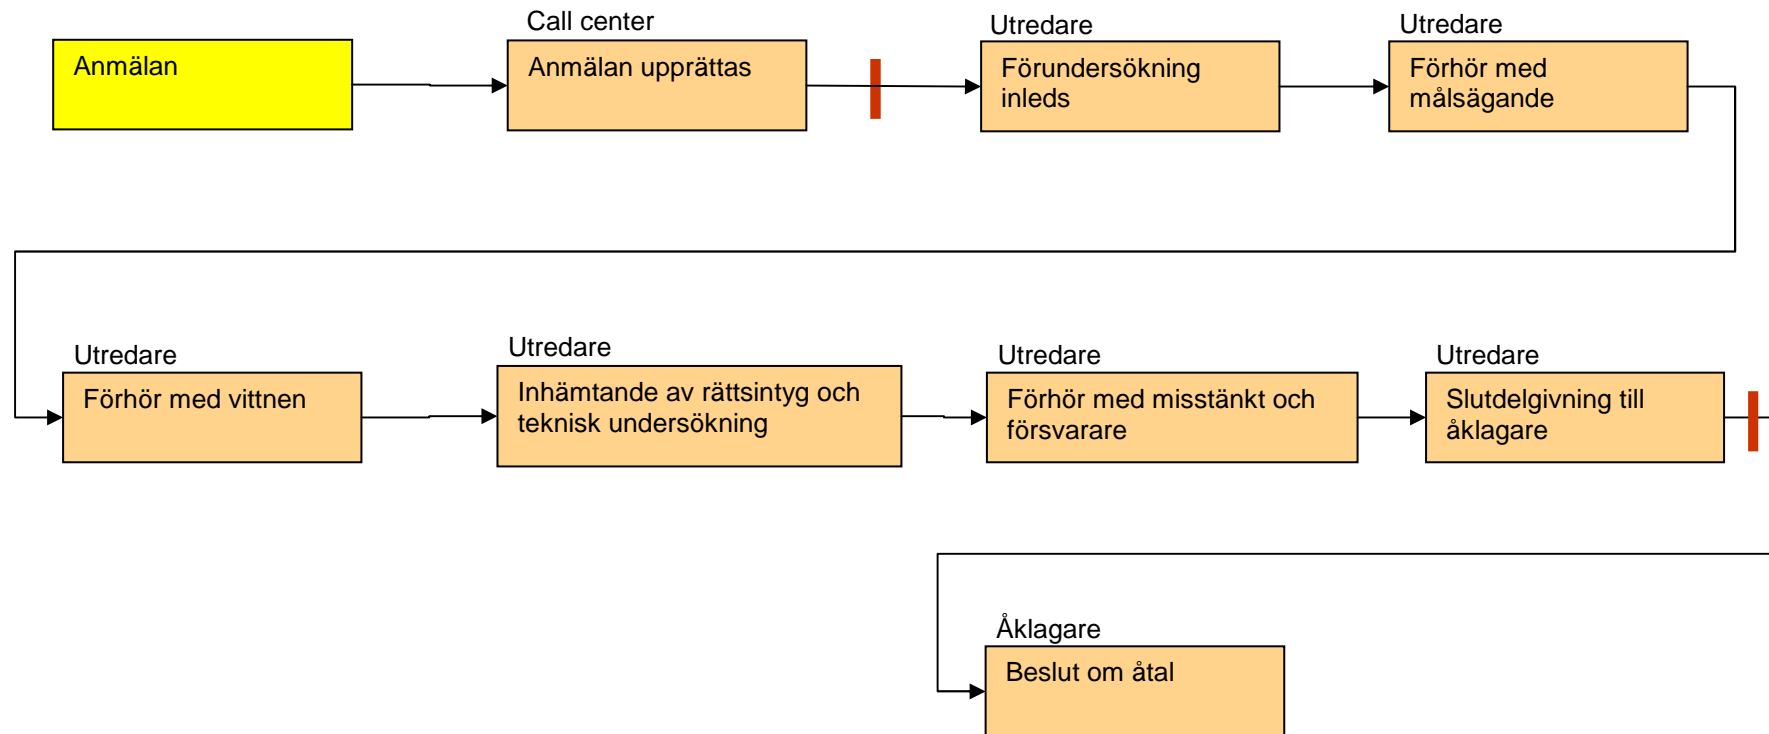 Anmälan
Call center
Anmälan upprättas
Utredare
Förundersökning
inleds
Utredare
Förhör med
målsägande
Utredare
Förhör med vittnen
Utredare
Inhämtande av rättsintyg och
teknisk undersökning
Utredare
Förhör med misstänkt och
försvarare
Utredare
Slutdelgivning till
åklagare
Åklagare
Beslut om åtal